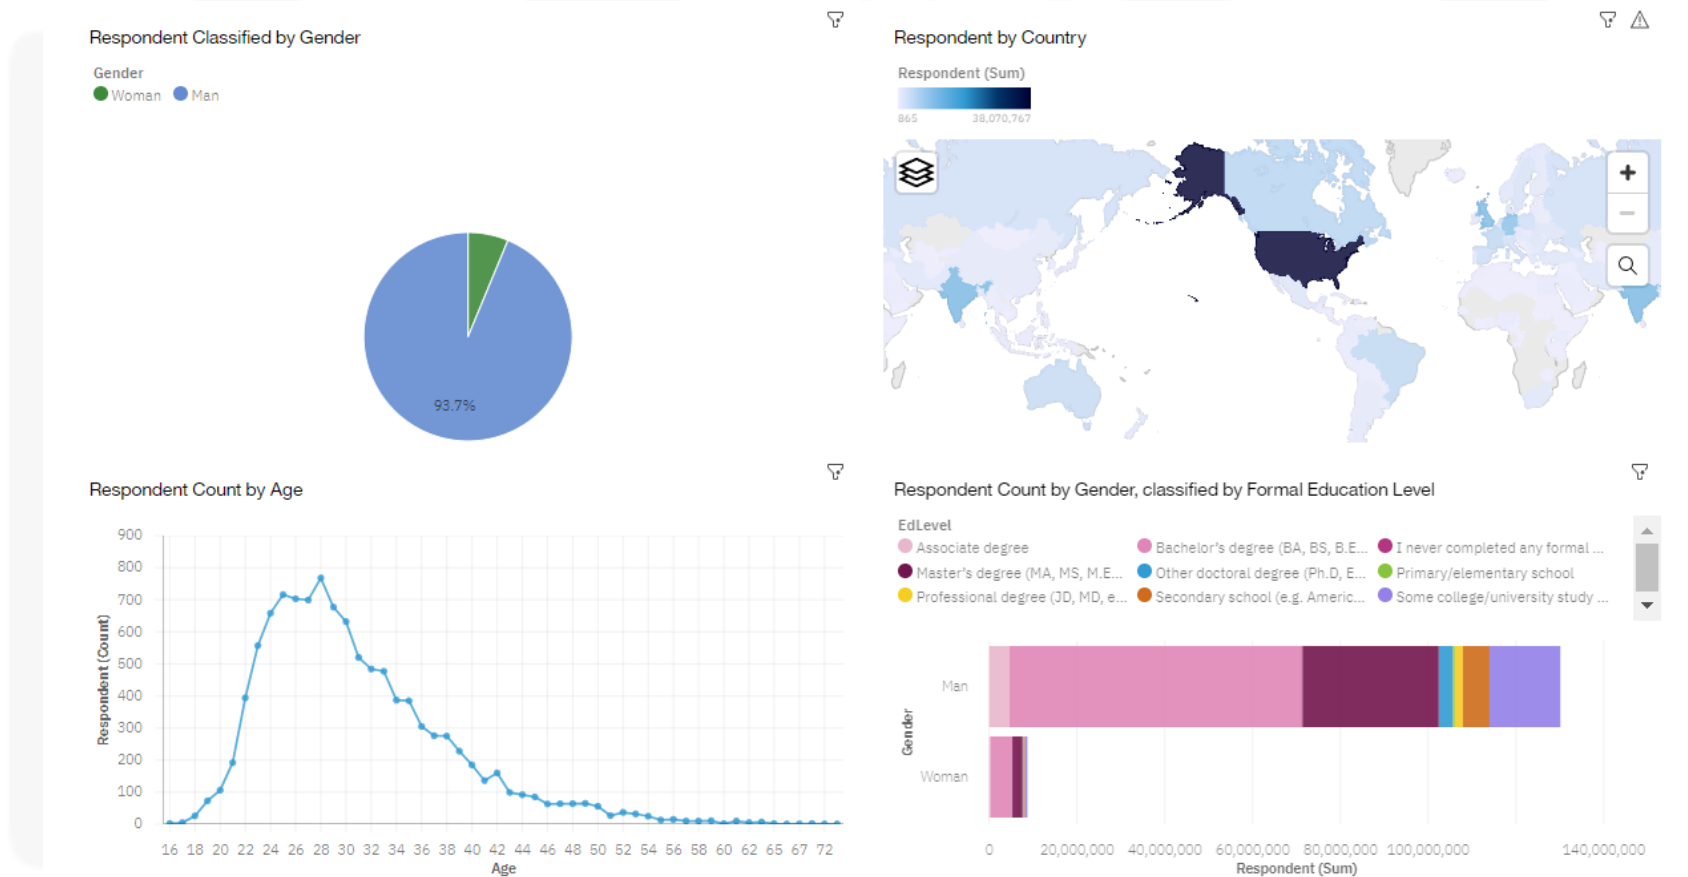 Respondent Classified by Gender
Gender
Woman Man
93.7%
Respondent by Country
Respondent (Sum)
865 38,070,767
Respondent Count by Age
Respondent (Count)
900
800
700
600
500
400
300
200
100
0
16 18 20 22 24 26 28 30 32 34 36 38 40 42 44 46 48 50 52 54 56 58 60 62 65 67 72
Age
Respondent Count by Gender, classified by Formal Education Level
EdLevel
Associate degree Bachelor's degree (BA, BS, B.E... I never completed any formal ...
Master's degree (MA, MS, M.E... Other doctoral degree (Ph.D, E... Primary/elementary school
Professional degree (JD, MD, e... Secondary school (e.g. Americ... Some college/university study ...
Gender
Man
Woman
0 20,000,000 40,000,000 60,000,000 80,000,000 100,000,000 140,000,000
Respondent (Sum)